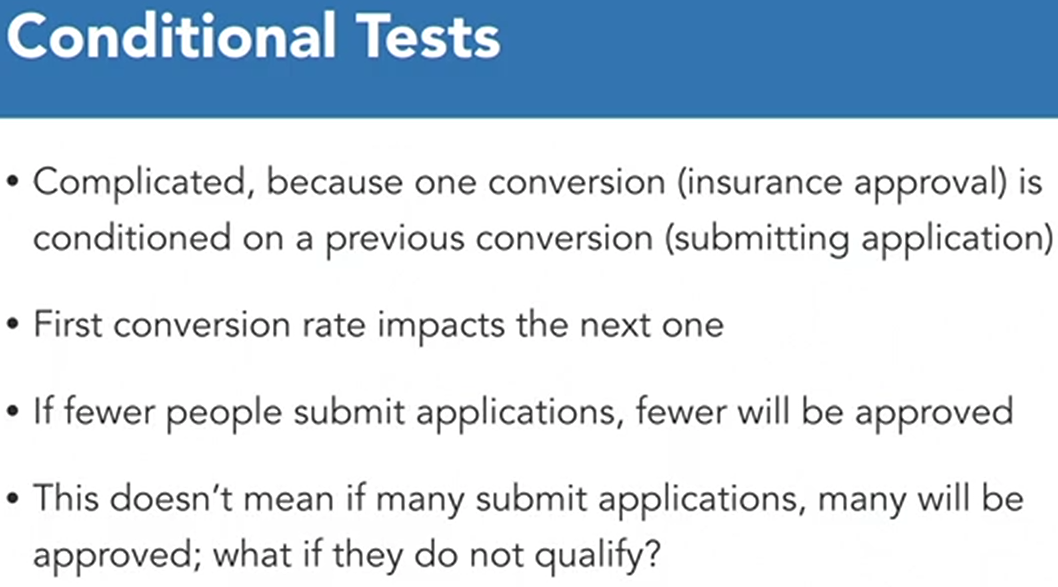 Conditional Tests
• Complicated, because one conversion (insurance approval) is
conditioned on a previous conversion (submitting application)
• First conversion rate impacts the next one
• If fewer people submit applications, fewer will be approved
• This doesn’t mean if many submit applications, many will be
approved; what if they do not qualify?